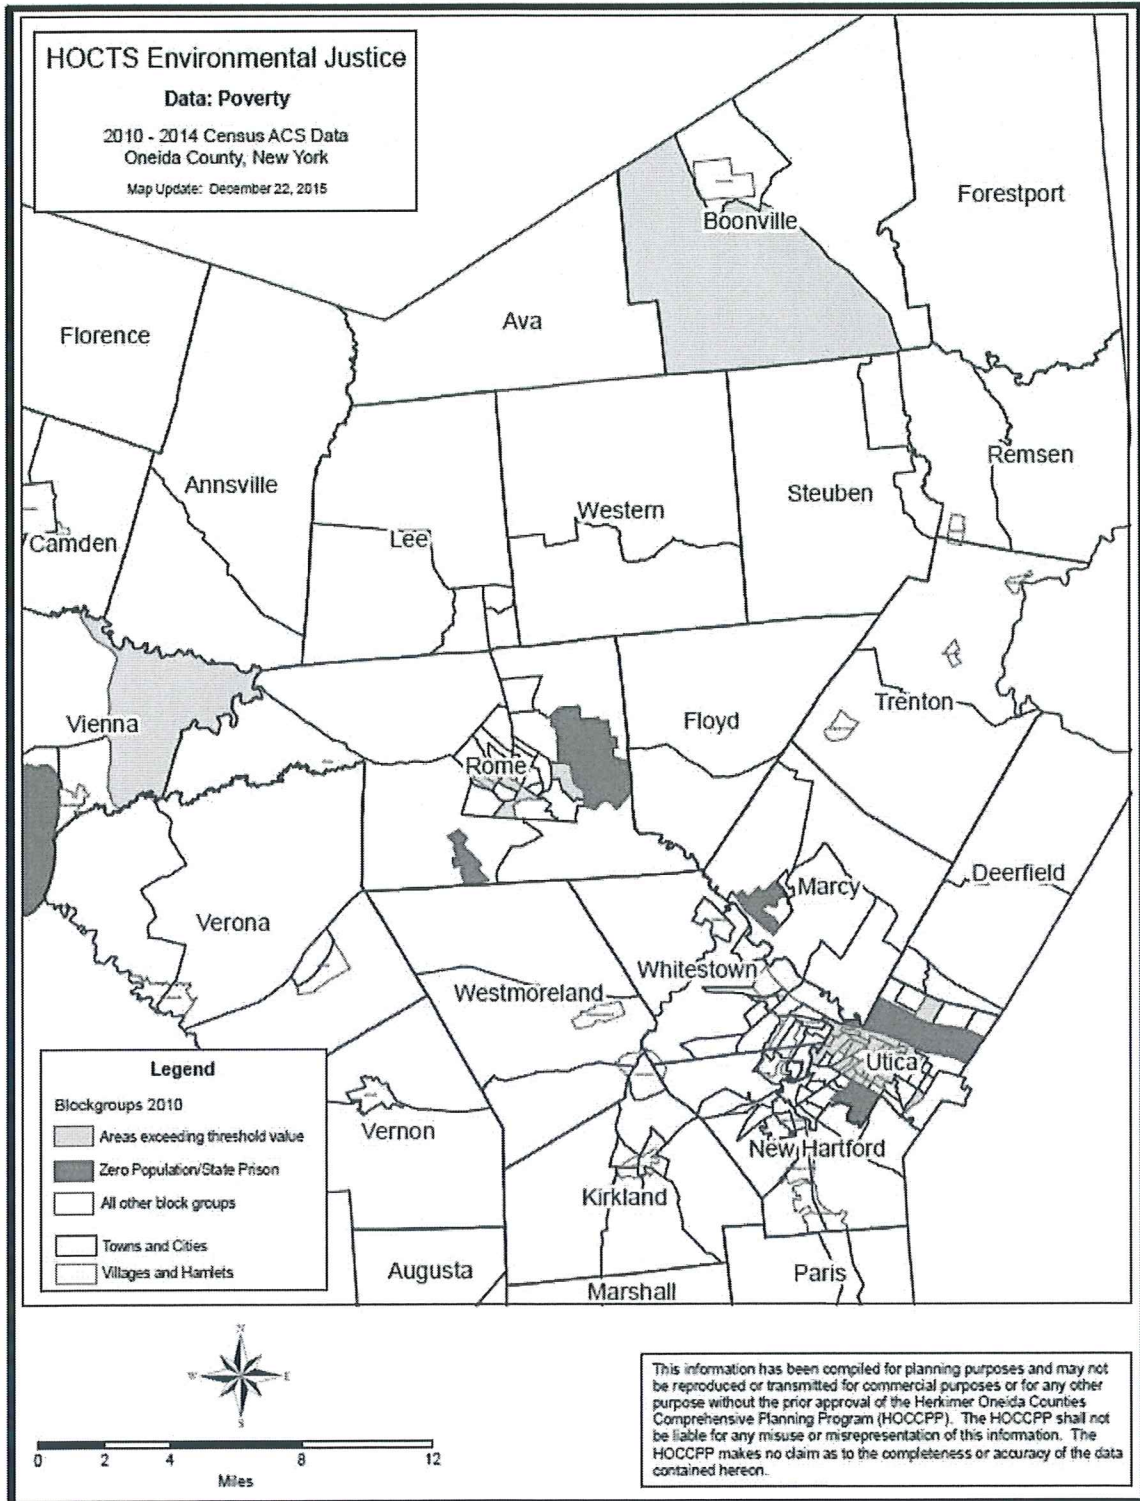 HOCTS Environmental Justice
Data: Poverty
2010 - 2014 Census ACS Data
Oneida County, New York
Map Update: December 22, 2015
Forestport
Boonville
Ava
Florence
Remsen
Annsville
Steuben
Western
Lee
Camden
Trenton
Floyd
Vienna
Rome
Deerfield
Marcy
Verona
Whitestown
Westmoreland
Utica
Vernon
New Hartford
Kirkland
Augusta
Paris
Marshall
Legend
Blockgroups 2010
Areas exceeding threshold value
Zero Population/State Prison
All other block groups
Towns and Cities
Villages and Hamlets
N
W E
S
0 2 4 8 12
Miles
This information has been compiled for planning purposes and may not
be reproduced or transmitted for commercial purposes or for any other
purpose without the prior approval of the Herkimer Oneida Counties
Comprehensive Planning Program (HOCCPP). The HOCCPP shall not
be liable for any misuse or misrepresentation of this information. The
HOCCPP makes no claim as to the completeness or accuracy of the data
contained hereon.